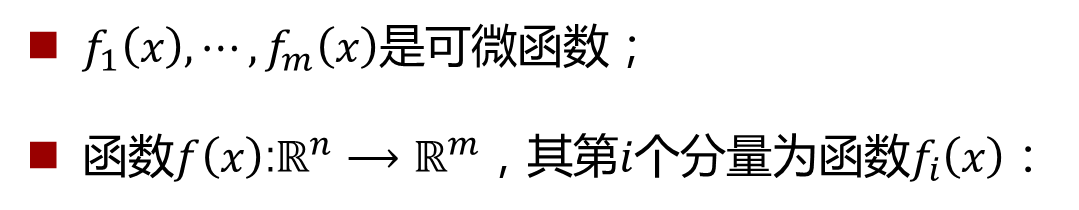 ■ f₁(x),⋯,fₘ(x)是可微函数；
■ 函数f(x):ℝⁿ ⟶ ℝᵐ，其第i个分量为函数fᵢ(x)：